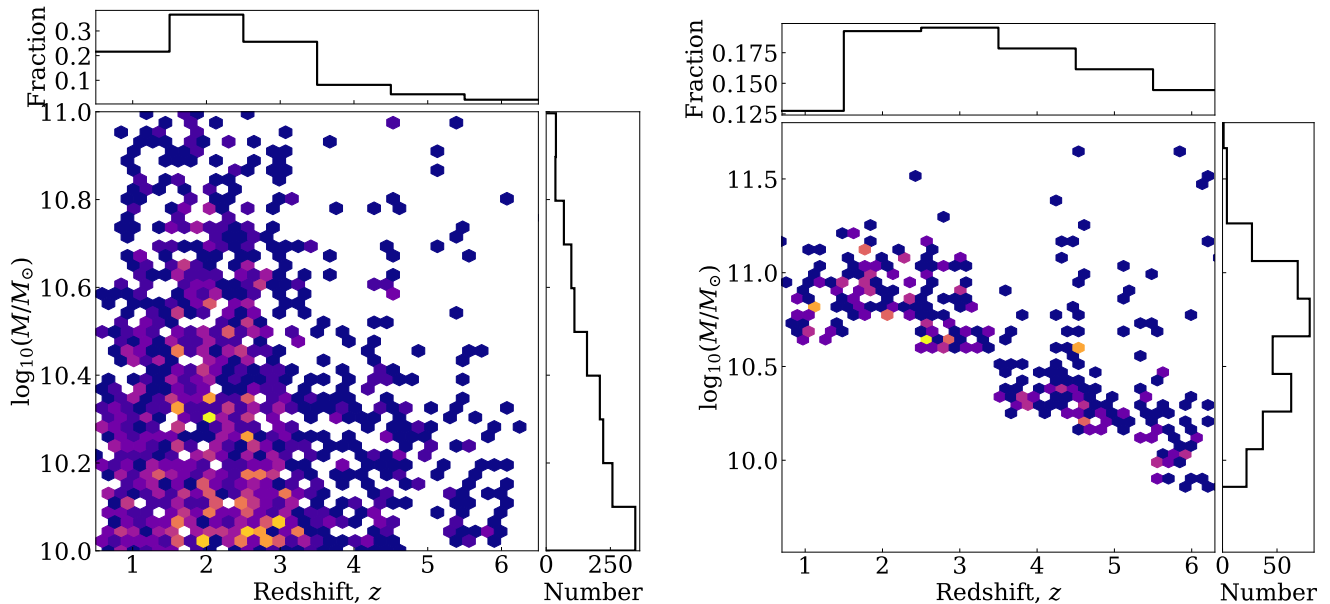 Fraction
0.3
0.2
0.1
log₁₀(M/M⊙)
11.0
10.8
10.6
10.4
10.2
10.0
1 2 3 4 5 6
Redshift, z
0 250
Number
Fraction
0.175
0.150
0.125
log₁₀(M/M⊙)
11.5
11.0
10.5
10.0
1 2 3 4 5 6
Redshift, z
0 50
Number